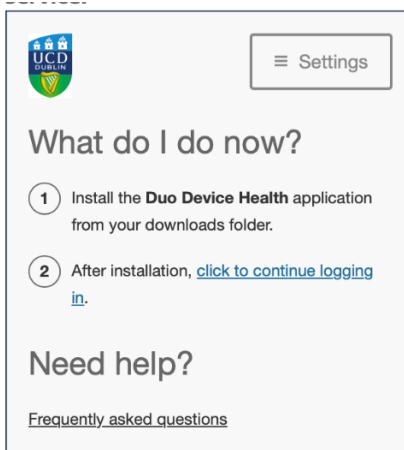 UCD
DUBLIN
≡ Settings
What do I do now?
1 Install the Duo Device Health application
from your downloads folder.
2 After installation, click to continue logging
in.
Need help?
Frequently asked questions